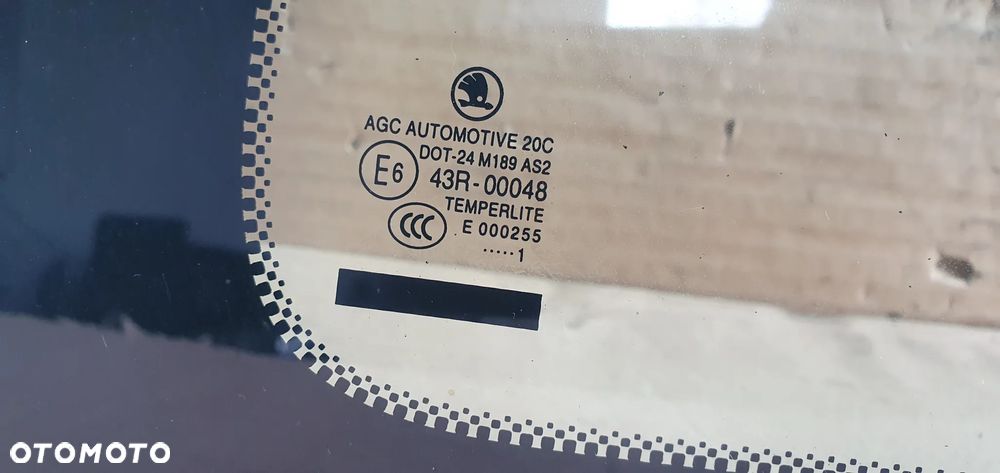 AGC AUTOMOTIVE 20C
DOT-24 M189 AS2
E6 43R-00048
TEMPERLITE
CCC E 000255
.....1
OTOMOTO